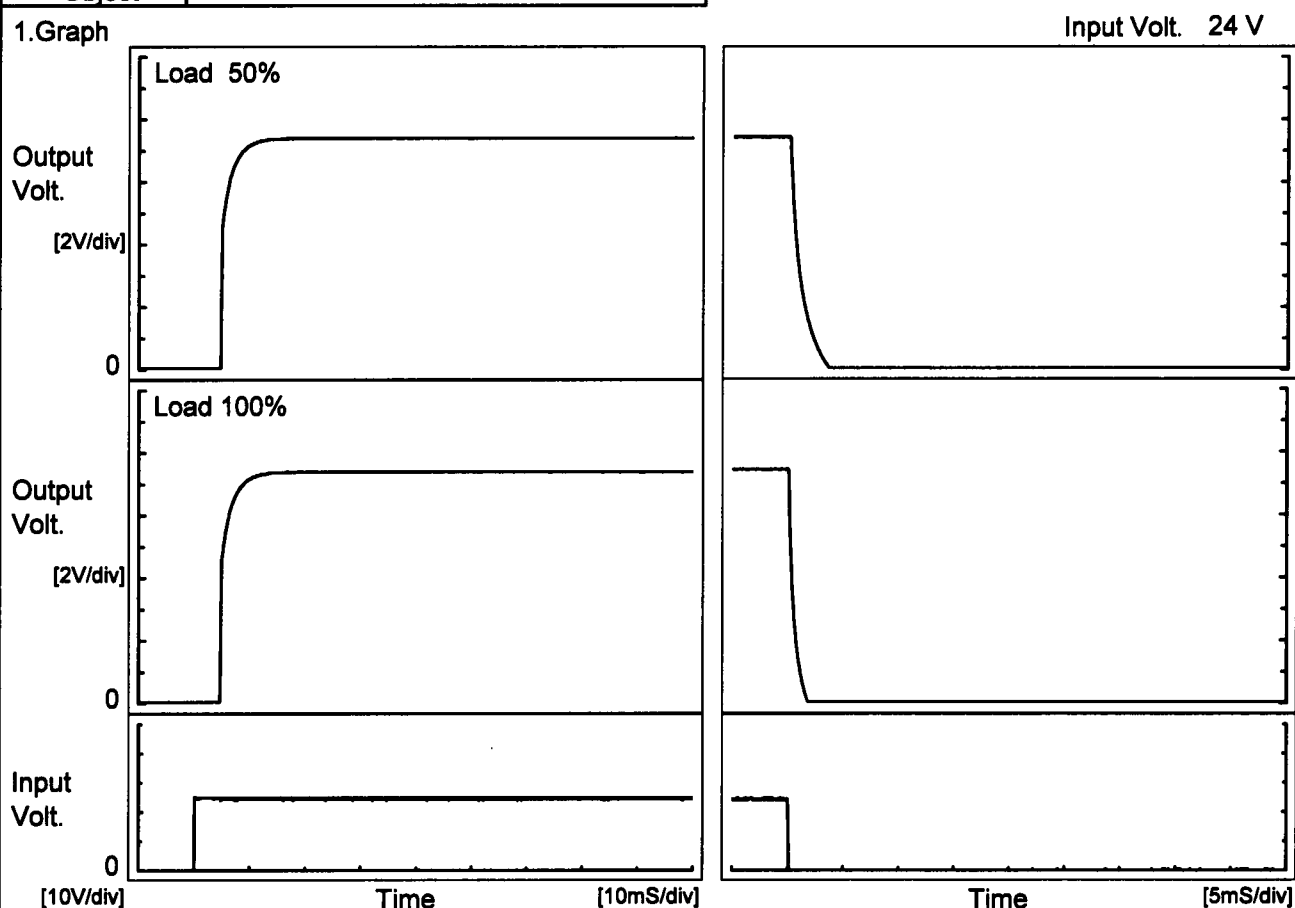 1.Graph
Input Volt. 24 V
Load 50%
Output
Volt.
[2V/div]
0
Load 100%
Output
Volt.
[2V/div]
0
Input
Volt.
0
[10V/div]
Time
[10mS/div]
Time
[5mS/div]